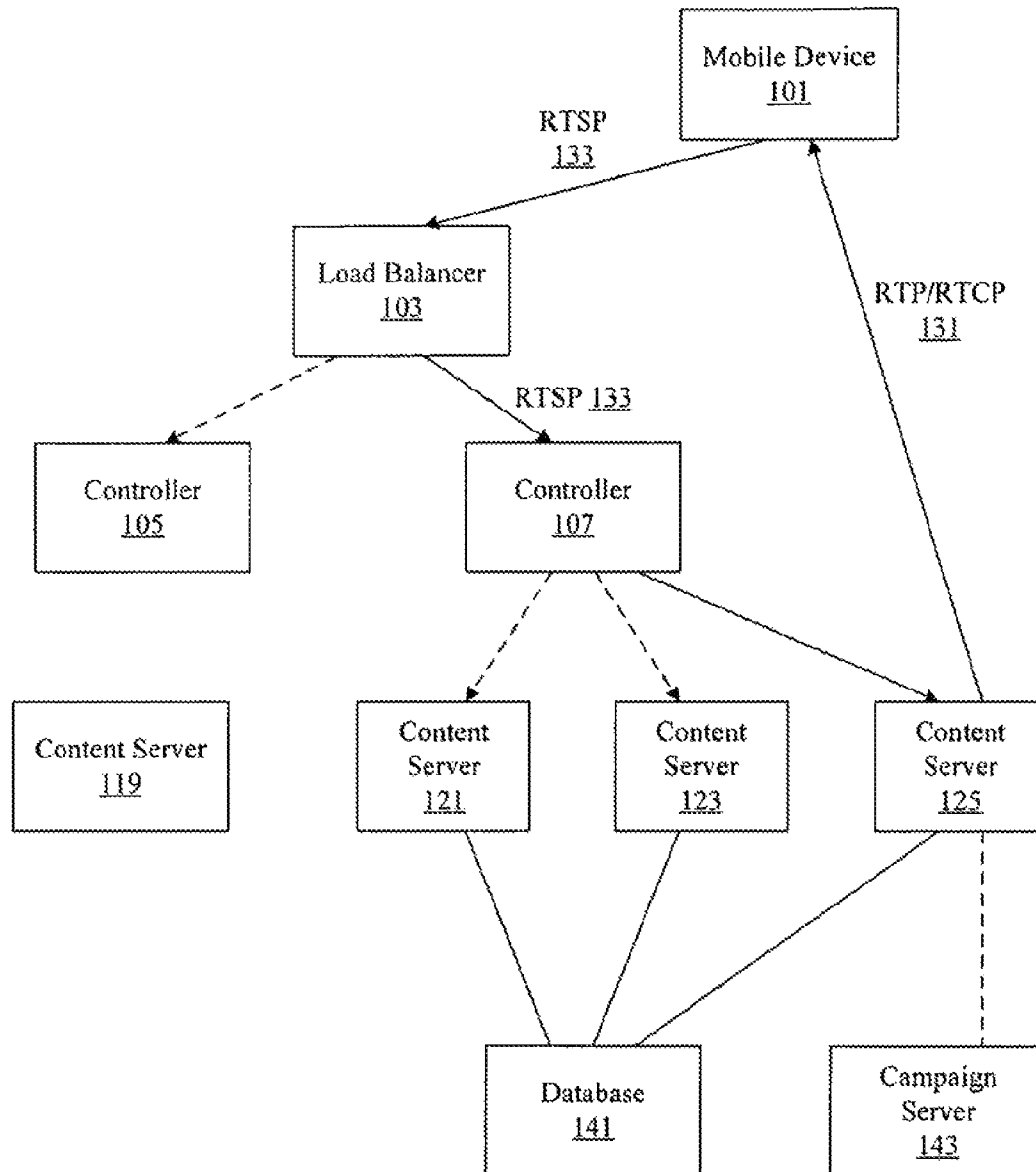 Mobile Device
101
RTSP
133
Load Balancer
103
RTP/RTCP
131
RTSP 133
Controller
105
Controller
107
Content Server
119
Content
Server
121
Content
Server
123
Content
Server
125
Database
141
Campaign
Server
143